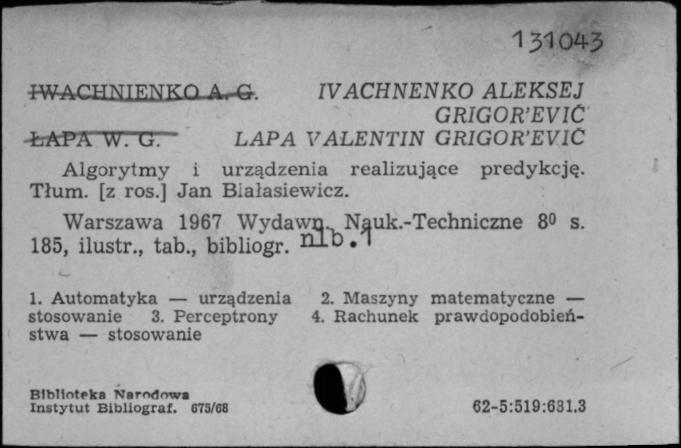 131043
IWACHNIENKO A. G. IVACHNENKO ALEKSEJ
GRIGOR'EVIČ
ŁAPA W. G. LAPA VALENTIN GRIGOR'EVIČ
Algorytmy i urządzenia realizujące predykcję.
Tłum. [z ros.] Jan Białasiewicz.
Warszawa 1967 Wydawn. Nauk.-Techniczne 8⁰ s.
185, ilustr., tab., bibliogr. nlb. 1
1. Automatyka — urządzenia 2. Maszyny matematyczne —
stosowanie 3. Perceptrony 4. Rachunek prawdopodobień-
stwa — stosowanie
Biblioteka Narodowa
Instytut Bibliograf. 675/68 62-5:519:681.3